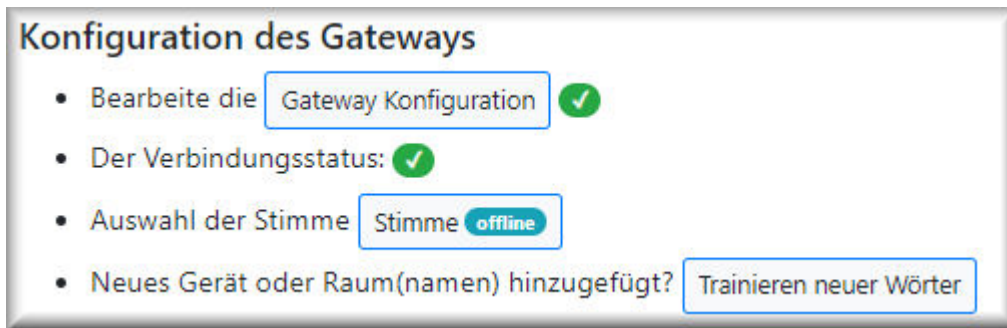 Konfiguration des Gateways
Bearbeite die Gateway Konfiguration
Der Verbindungsstatus:
Auswahl der Stimme Stimme offline
Neues Gerät oder Raum(namen) hinzugefügt? Trainieren neuer Wörter